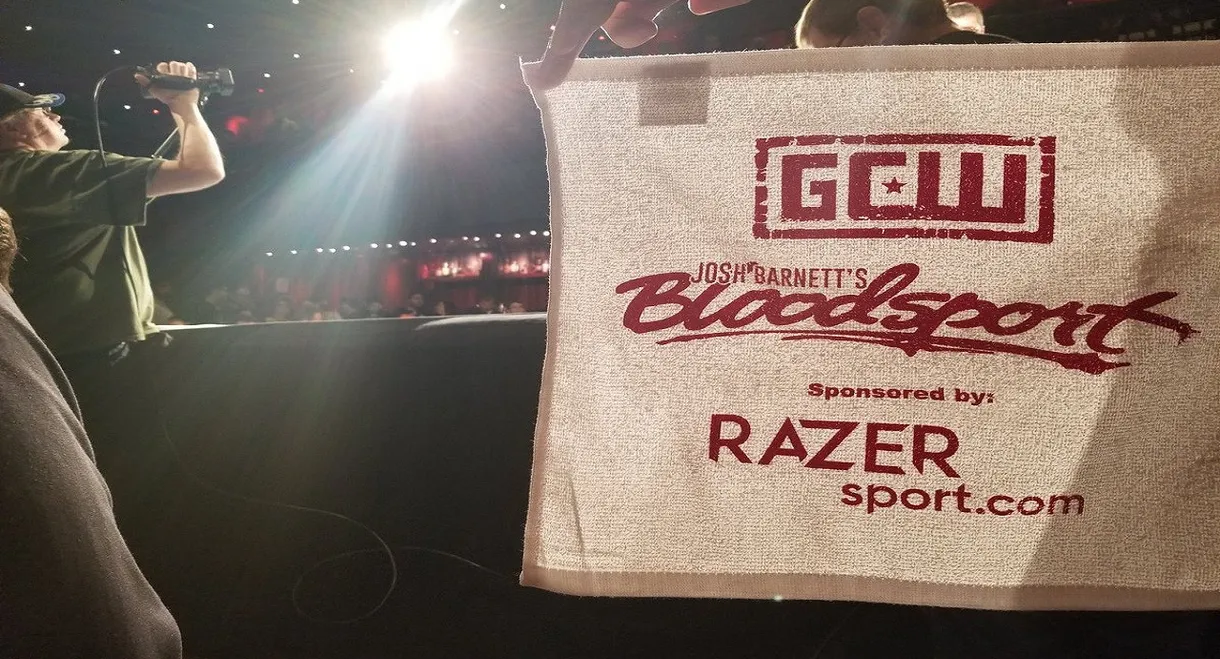 GCW
JOSH BARNETT'S
Bloodsport
Sponsored by:
RAZER
sport.com